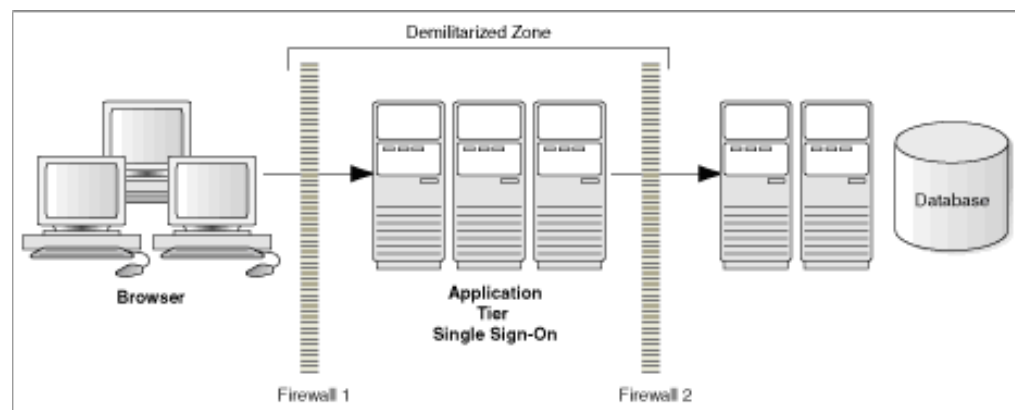 Demilitarized Zone
Database
Browser
Application
Tier
Single Sign-On
Firewall 1
Firewall 2